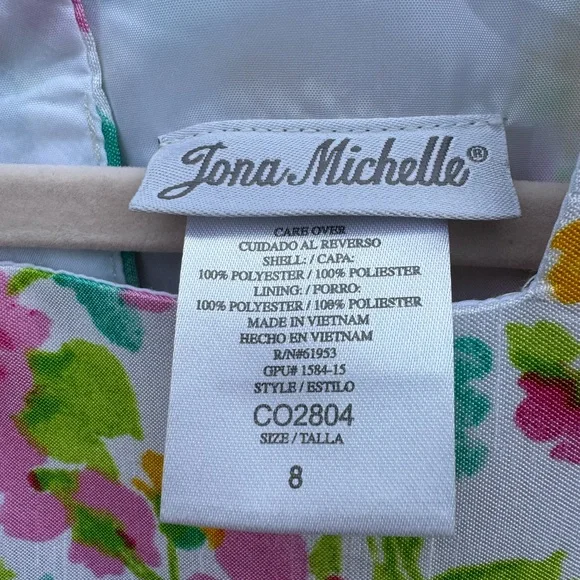 Jona Michelle®
CARE OVER
CUIDADO AL REVERSO
SHELL: / CAPA:
100% POLYESTER / 100% POLIESTER
LINING: / FORRO:
100% POLYESTER / 100% POLIESTER
MADE IN VIETNAM
HECHO EN VIETNAM
R/N#61953
GPU# 1584-15
STYLE / ESTILO
CO2804
SIZE / TALLA
8